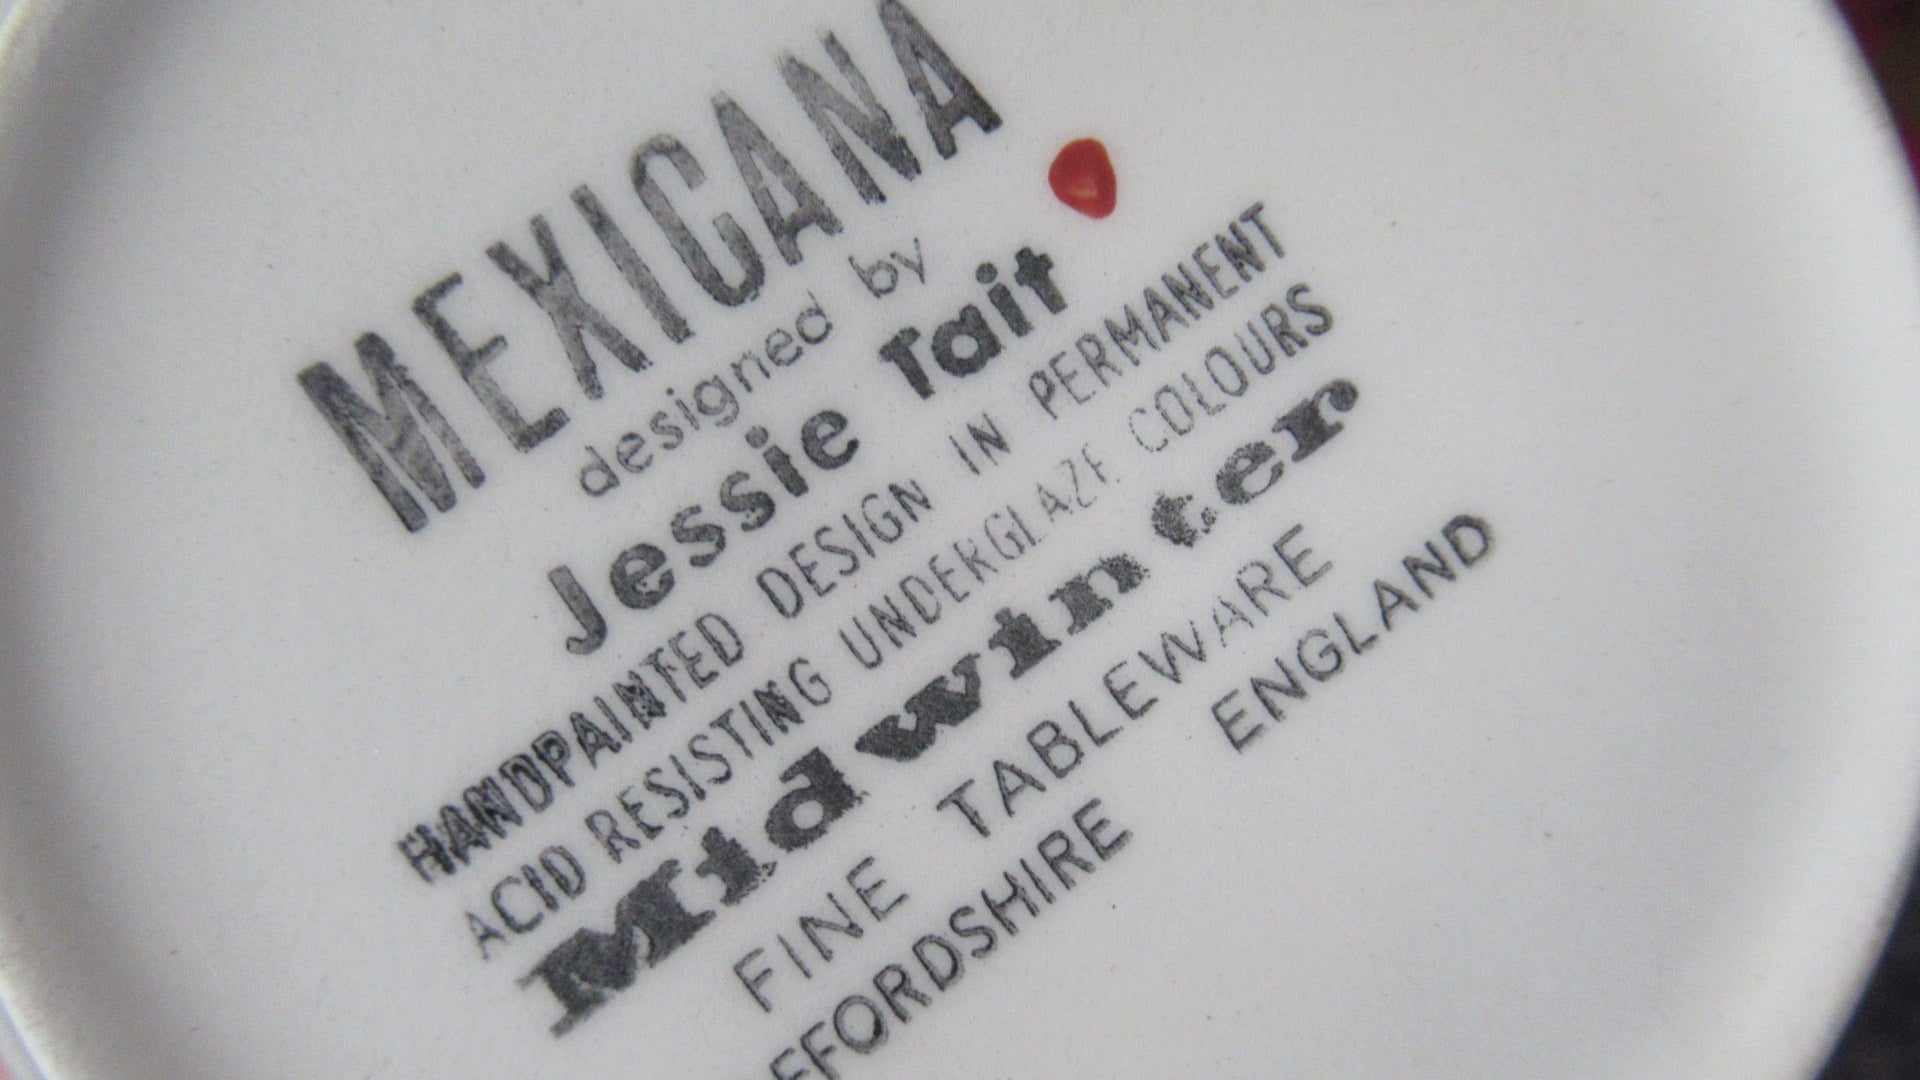 MEXICANA
designed by
Jessie Tait
HANDPAINTED DESIGN IN PERMANENT
ACID RESISTING UNDERGLAZE COLOURS
Midwinter
FINE TABLEWARE
FFORDSHIRE ENGLAND